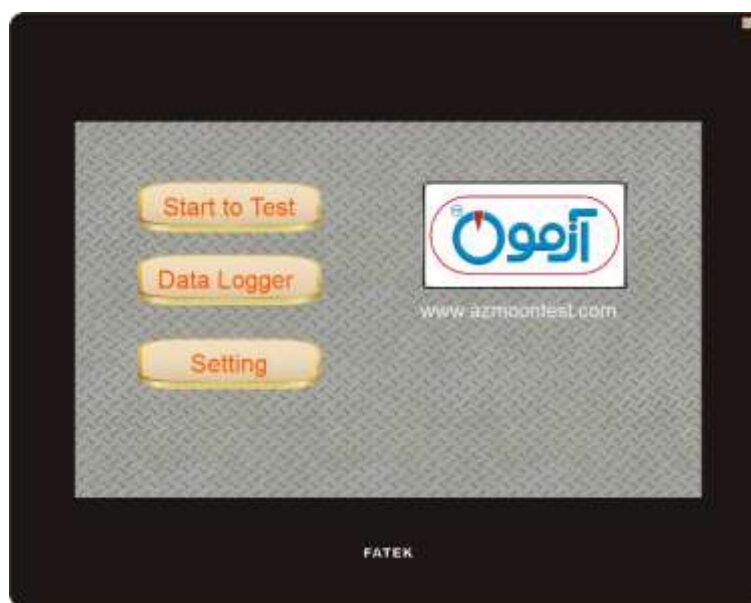 Start to Test
آزمون
Data Logger
www.azmoontest.com
Setting
FATEK